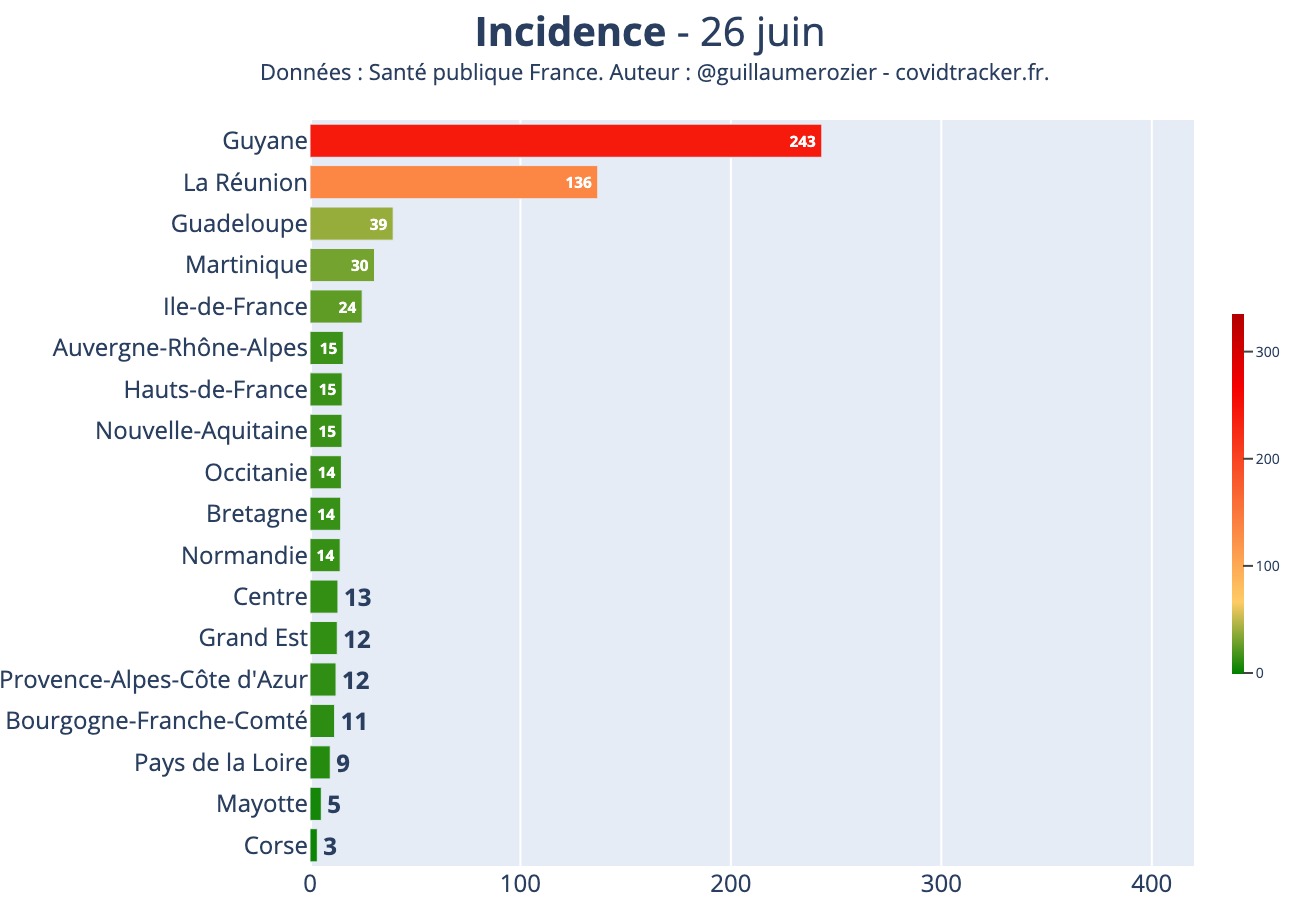 Incidence - 26 juin
Données : Santé publique France. Auteur : @guillaumerozier - covidtracker.fr.
Guyane 243
La Réunion 136
Guadeloupe 39
Martinique 30
Ile-de-France 24
Auvergne-Rhône-Alpes 15
Hauts-de-France 15
Nouvelle-Aquitaine 15
Occitanie 14
Bretagne 14
Normandie 14
Centre 13
Grand Est 12
Provence-Alpes-Côte d'Azur 12
Bourgogne-Franche-Comté 11
Pays de la Loire 9
Mayotte 5
Corse 3
0 100 200 300 400
300
200
100
0